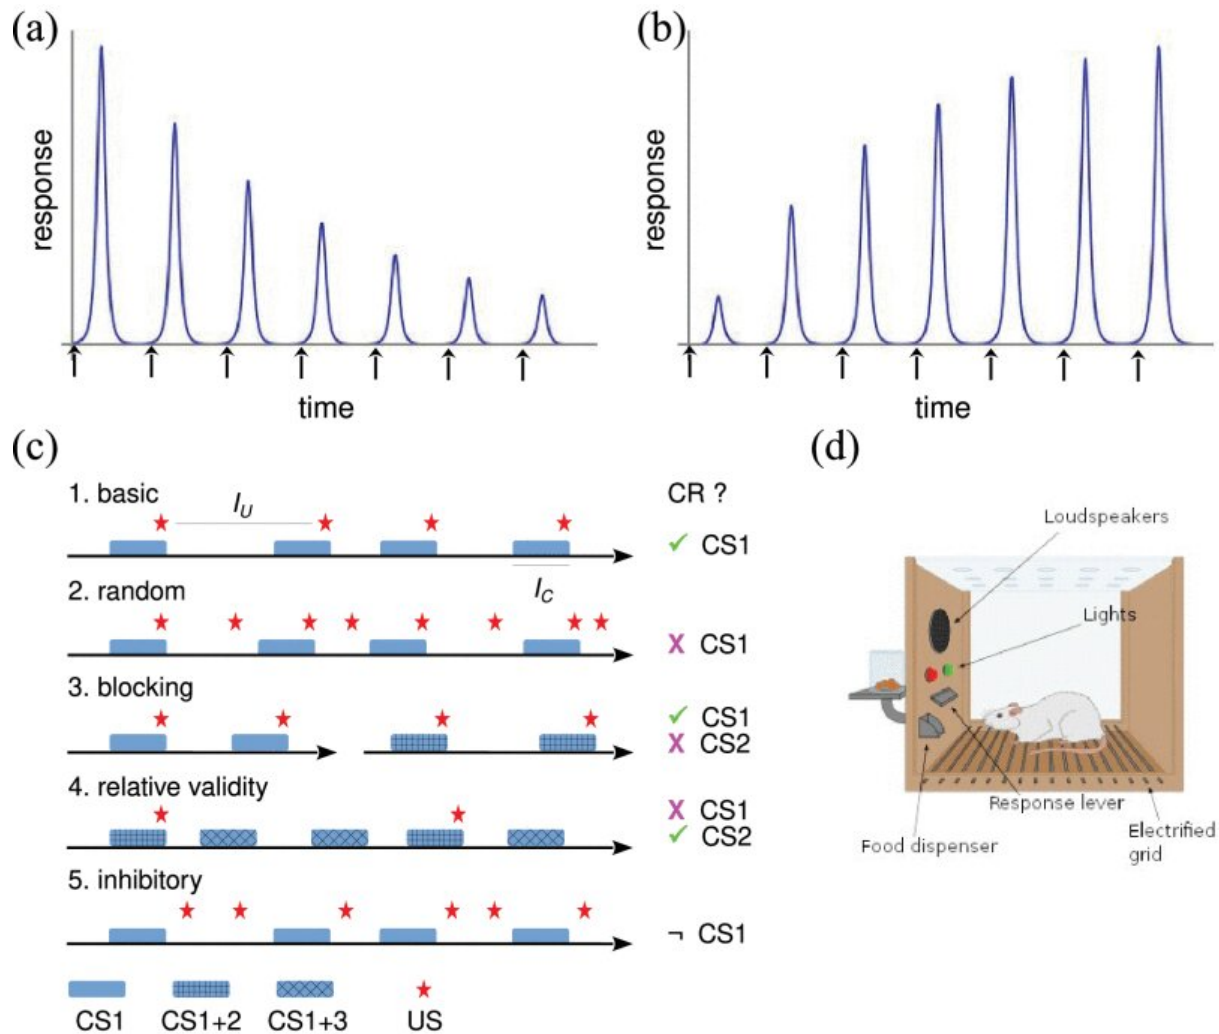 (a)
response
time
(b)
response
time
(c)
1. basic
I_U
CR ?
✓ CS1
I_C
2. random
X CS1
3. blocking
✓ CS1
X CS2
4. relative validity
X CS1
✓ CS2
5. inhibitory
¬ CS1
CS1
CS1+2
CS1+3
US
(d)
Loudspeakers
Lights
Response lever
Food dispenser
Electrified
grid